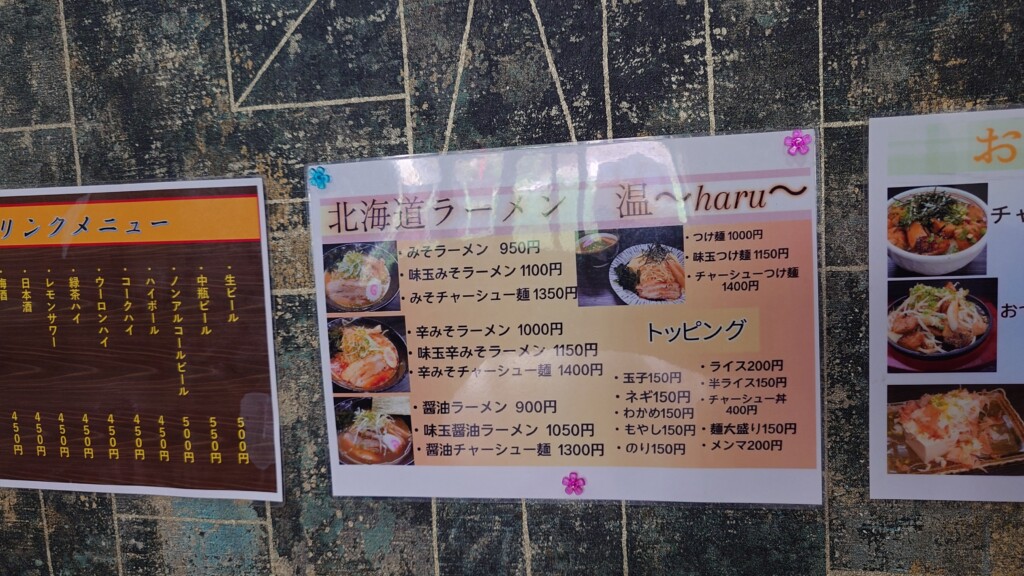 リンクメニュー
・生ビール 500円
・中瓶ビール 550円
・ノンアルコールビール 500円
・ハイボール 450円
・コークハイ 450円
・ウーロンハイ 450円
・緑茶ハイ 450円
・レモンサワー 450円
・日本酒 450円
・梅酒 450円
北海道ラーメン 温～haru～
・みそラーメン 950円
・味玉みそラーメン1100円
・みそチャーシュー麺 1350円
・辛みそラーメン 1000円
・味玉辛みそラーメン 1150円
・辛みそチャーシュー麺 1400円
・醤油ラーメン 900円
・味玉醤油ラーメン 1050円
・醤油チャーシュー麺 1300円
・つけ麺 1000円
・味玉つけ麺 1150円
・チャーシューつけ麺
1400円
トッピング
・玉子150円
・ネギ150円
・わかめ150円
・もやし150円
・のり150円
・ライス200円
・半ライス150円
・チャーシュー丼
400円
・麺大盛り150円
・メンマ200円
お
チャ
おつ